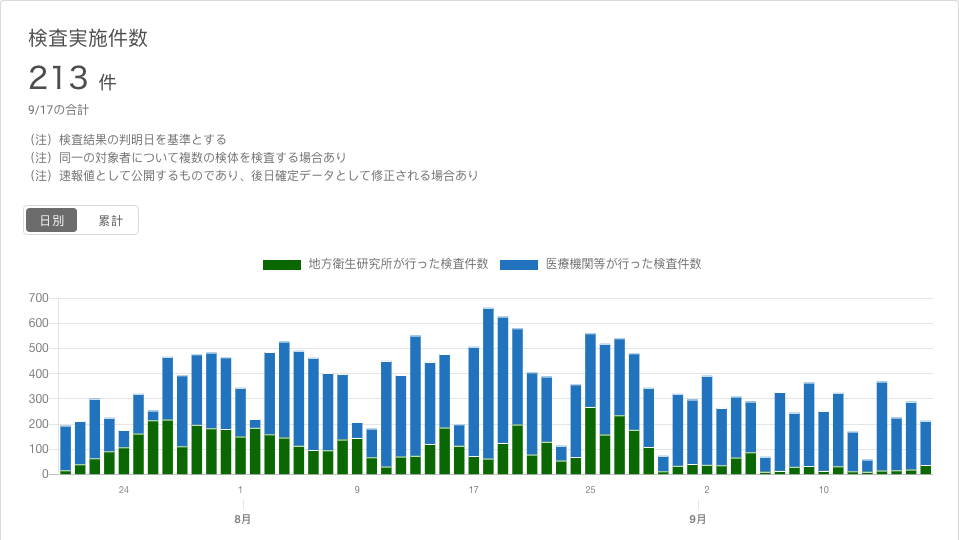 検査実施件数
213 件
9/17の合計
（注）検査結果の判明日を基準とする
（注）同一の対象者について複数の検体を検査する場合あり
（注）速報値として公開するものであり、後日確定データとして修正される場合あり
日別 累計
地方衛生研究所が行った検査件数 医療機関等が行った検査件数
700
600
500
400
300
200
100
0
24 1 9 17 25 2 10
8月 9月